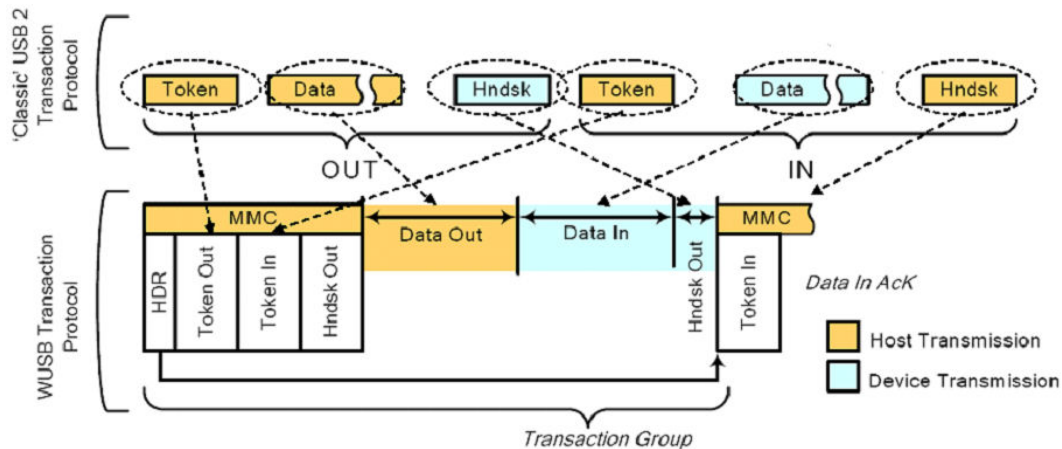 'Classic' USB 2
Transaction
Protocol
Token
Data
Hndsk
Token
Data
Hndsk
OUT
IN
WUSB Transaction
Protocol
MMC
Data Out
Data In
MMC
HDR
Token Out
Token In
Hndsk Out
Hndsk Out
Token In
Data In AcK
Host Transmission
Device Transmission
Transaction Group